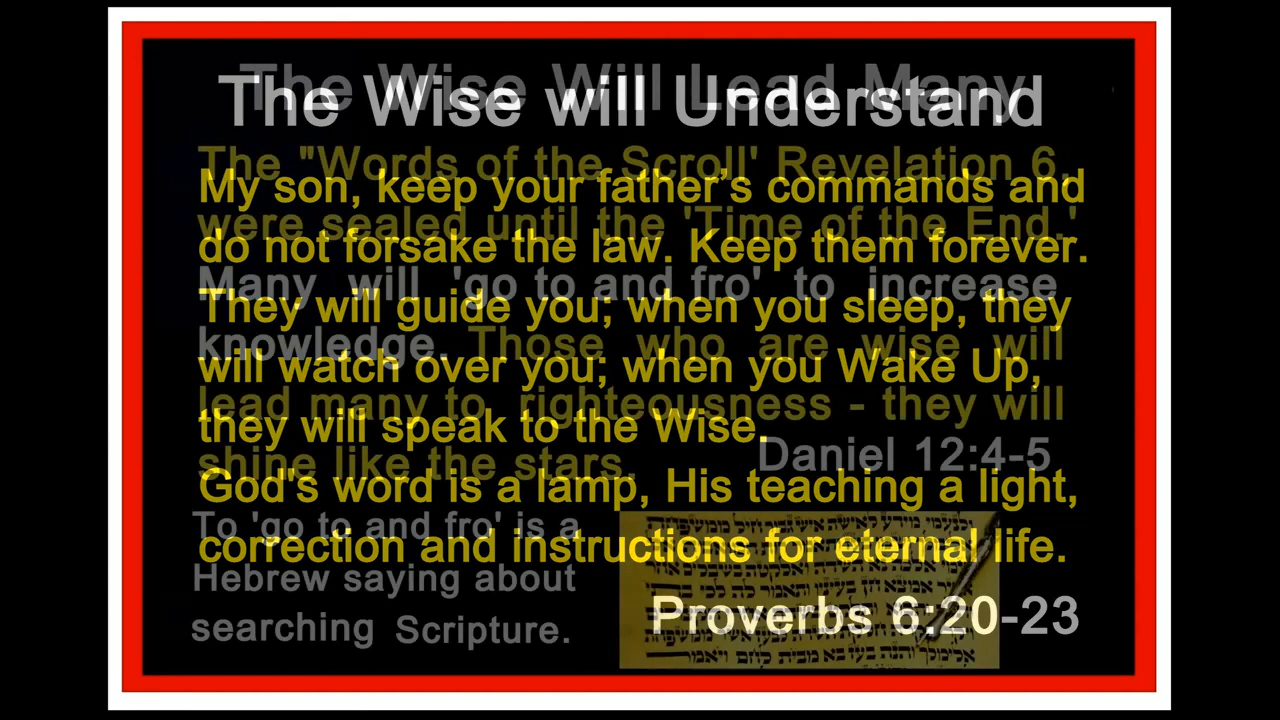 The Wise will Understand
My son, keep your father's commands and
do not forsake the law. Keep them forever.
They will guide you; when you sleep, they
will watch over you; when you Wake Up,
they will speak to the Wise.
God"s word is a lamp, His teaching a light,
correction and instructions for eternal life.
Proverbs 6:20-23
The Wise Will Lead Many
The "Words of the Scroll' Revelation 6,
were sealed until the 'Time of the End.'
Many will 'go to and fro' to increase
knowledge. Those who are wise will
lead many to righteousness - they will
shine like the stars.
Daniel 12:4-5
To 'go to and fro' is a
Hebrew saying about
searching Scripture.